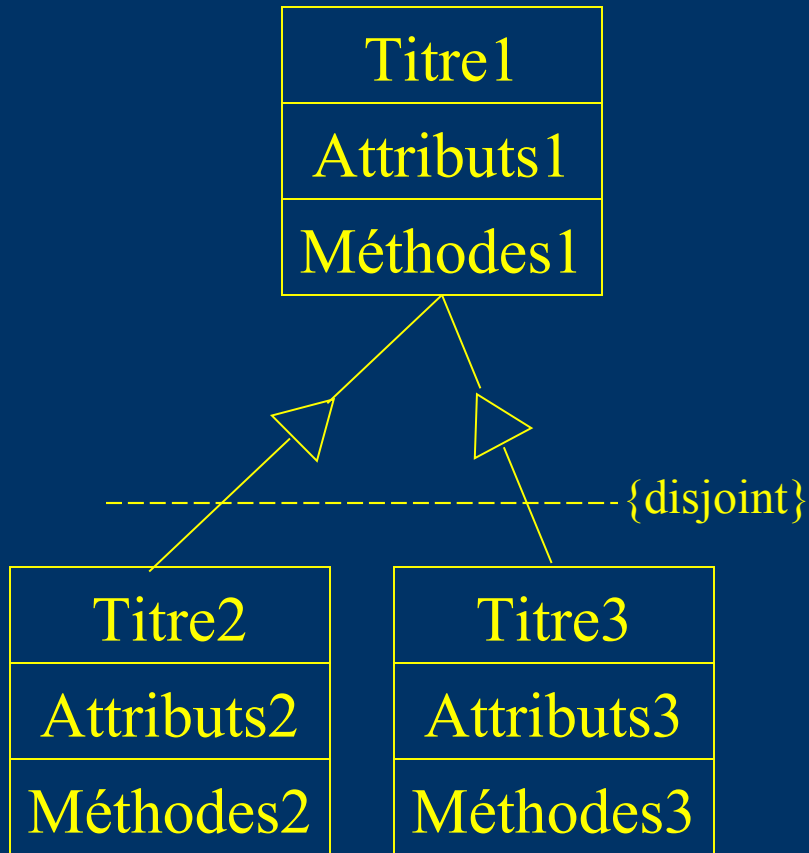 Titre1
Attributs1
Méthodes1
{disjoint}
Titre2
Attributs2
Méthodes2
Titre3
Attributs3
Méthodes3